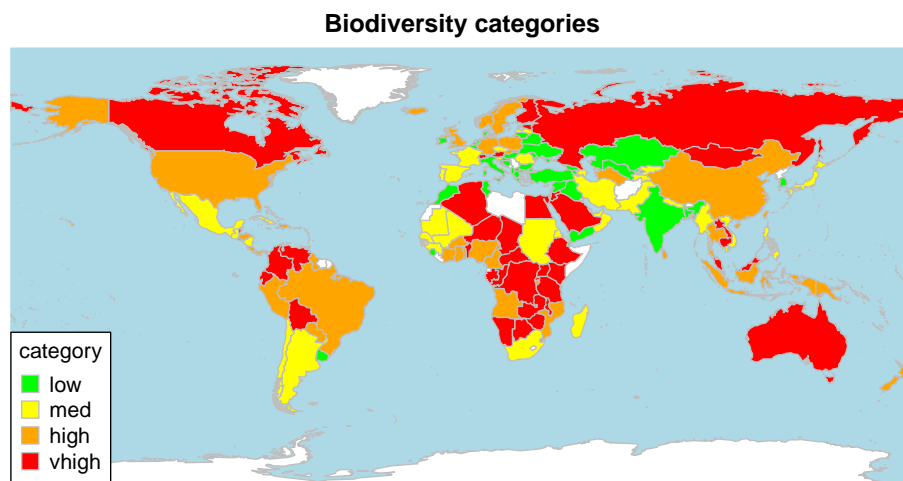 Biodiversity categories
category
low
med
high
vhigh